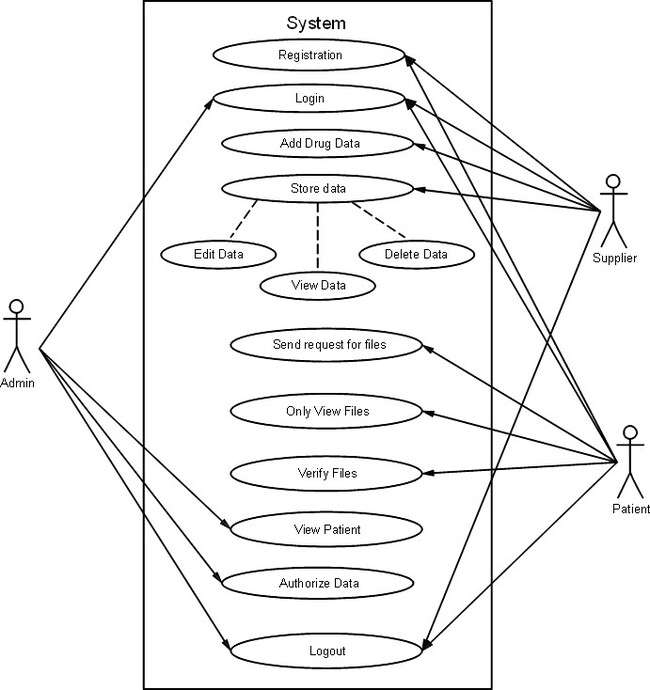 System
Registration
Login
Add Drug Data
Store data
Edit Data
Delete Data
View Data
Supplier
Send request for files
Admin
Only View Files
Verify Files
Patient
View Patient
Authorize Data
Logout